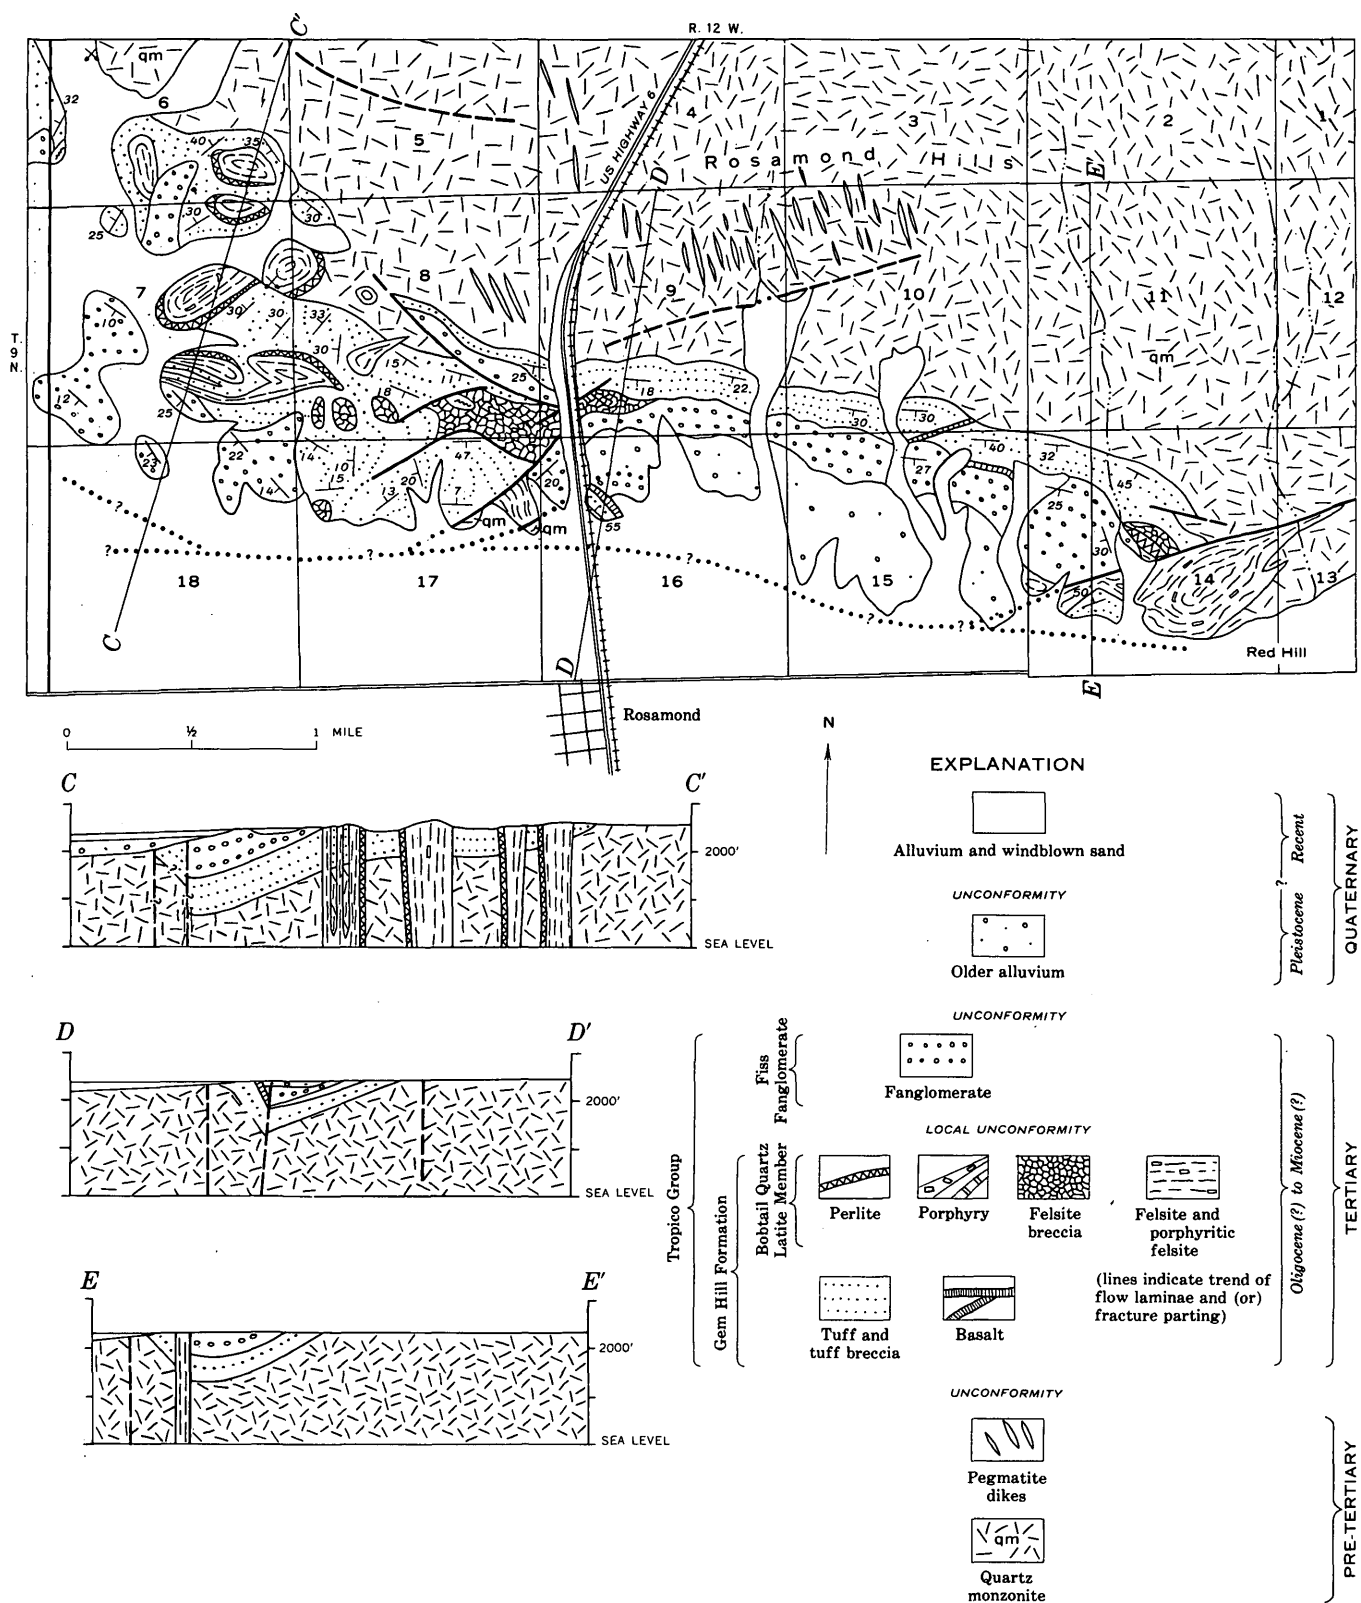 R. 12 W.
C'
qm
32
6
40
35
5
US HIGHWAY 6
4
3
2
1
Rosamond Hills
D'
E'
30
30
25
7
8
9
10
11
12
T.
9
N.
10
30
30
33
30
15
11
25
18
18
22
qm
12
25
30
30
40
32
23
22
14
14
10
15
13
20
47
7
20
27
45
25
30
qm
qm
55
50
?
?
?
?
?
?
18
17
16
15
14
13
C
D
E
Red Hill
Rosamond
0 ½ 1 MILE
N
C C'
2000'
SEA LEVEL
D D'
2000'
SEA LEVEL
E E'
2000'
SEA LEVEL
EXPLANATION
Alluvium and windblown sand
UNCONFORMITY
Older alluvium
UNCONFORMITY
Fanglomerate
LOCAL UNCONFORMITY
Perlite
Porphyry
Felsite
breccia
Felsite and
porphyritic
felsite
(lines indicate trend of
flow laminae and (or)
fracture parting)
Tuff and
tuff breccia
Basalt
UNCONFORMITY
Pegmatite
dikes
qm
Quartz
monzonite
Fiss
Fanglomerate
Bobtail Quartz
Latite Member
Gem Hill Formation
Tropico Group
Recent
?
Pleistocene
QUATERNARY
Oligocene(?) to Miocene(?)
TERTIARY
PRE-TERTIARY